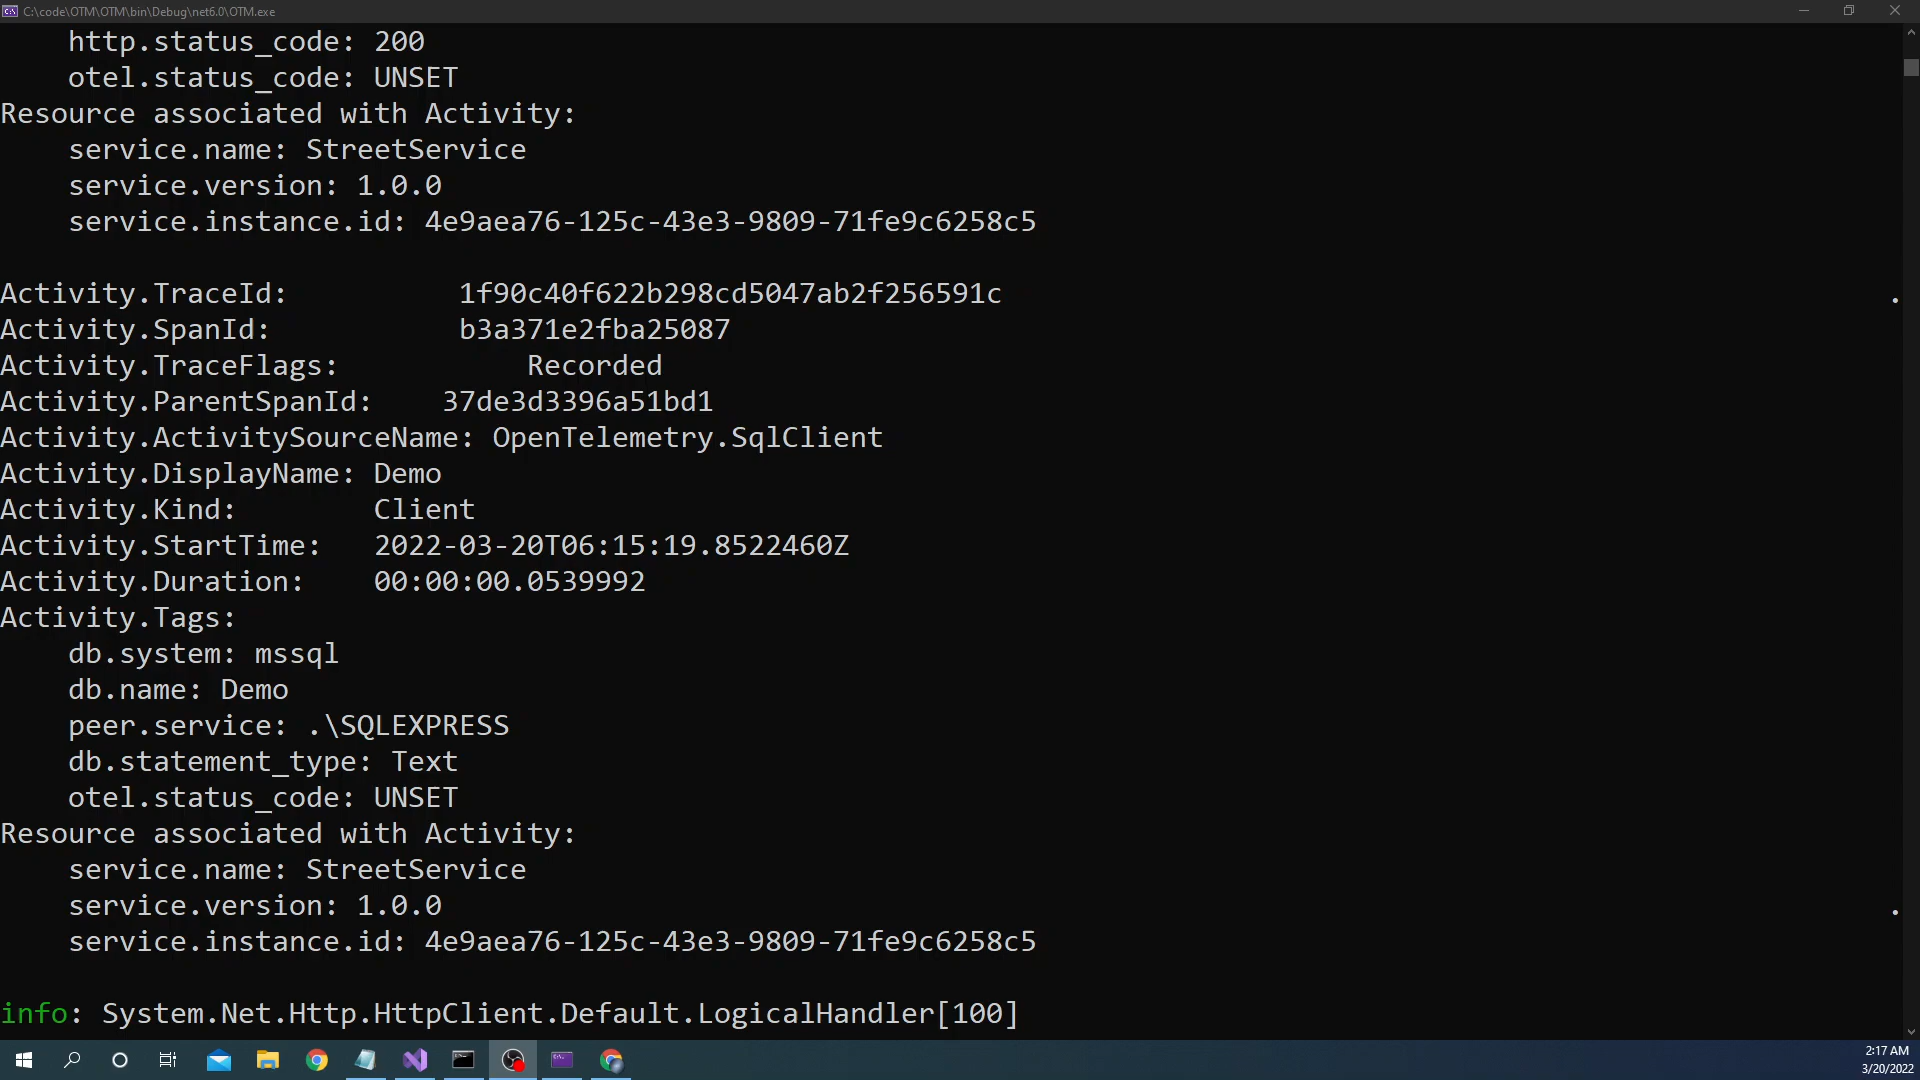 C:\code\OTM\OTM\bin\Debug\net6.0\OTM.exe
http.status_code: 200
otel.status_code: UNSET
Resource associated with Activity:
service.name: StreetService
service.version: 1.0.0
service.instance.id: 4e9aea76-125c-43e3-9809-71fe9c6258c5
Activity.TraceId: 1f90c40f622b298cd5047ab2f256591c
Activity.SpanId: b3a371e2fba25087
Activity.TraceFlags: Recorded
Activity.ParentSpanId: 37de3d3396a51bd1
Activity.ActivitySourceName: OpenTelemetry.SqlClient
Activity.DisplayName: Demo
Activity.Kind: Client
Activity.StartTime: 2022-03-20T06:15:19.8522460Z
Activity.Duration: 00:00:00.0539992
Activity.Tags:
db.system: mssql
db.name: Demo
peer.service: .\SQLEXPRESS
db.statement_type: Text
otel.status_code: UNSET
Resource associated with Activity:
service.name: StreetService
service.version: 1.0.0
service.instance.id: 4e9aea76-125c-43e3-9809-71fe9c6258c5
info: System.Net.Http.HttpClient.Default.LogicalHandler[100]
2:17 AM
3/20/2022